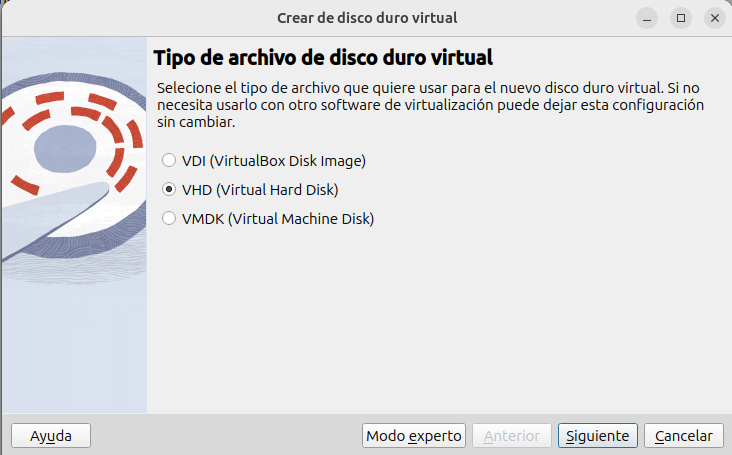 Crear de disco duro virtual
Tipo de archivo de disco duro virtual
Selecione el tipo de archivo que quiere usar para el nuevo disco duro virtual. Si no
necesita usarlo con otro software de virtualización puede dejar esta configuración
sin cambiar.
VDI (VirtualBox Disk Image)
VHD (Virtual Hard Disk)
VMDK (Virtual Machine Disk)
Ayuda
Modo experto
Anterior
Siguiente
Cancelar